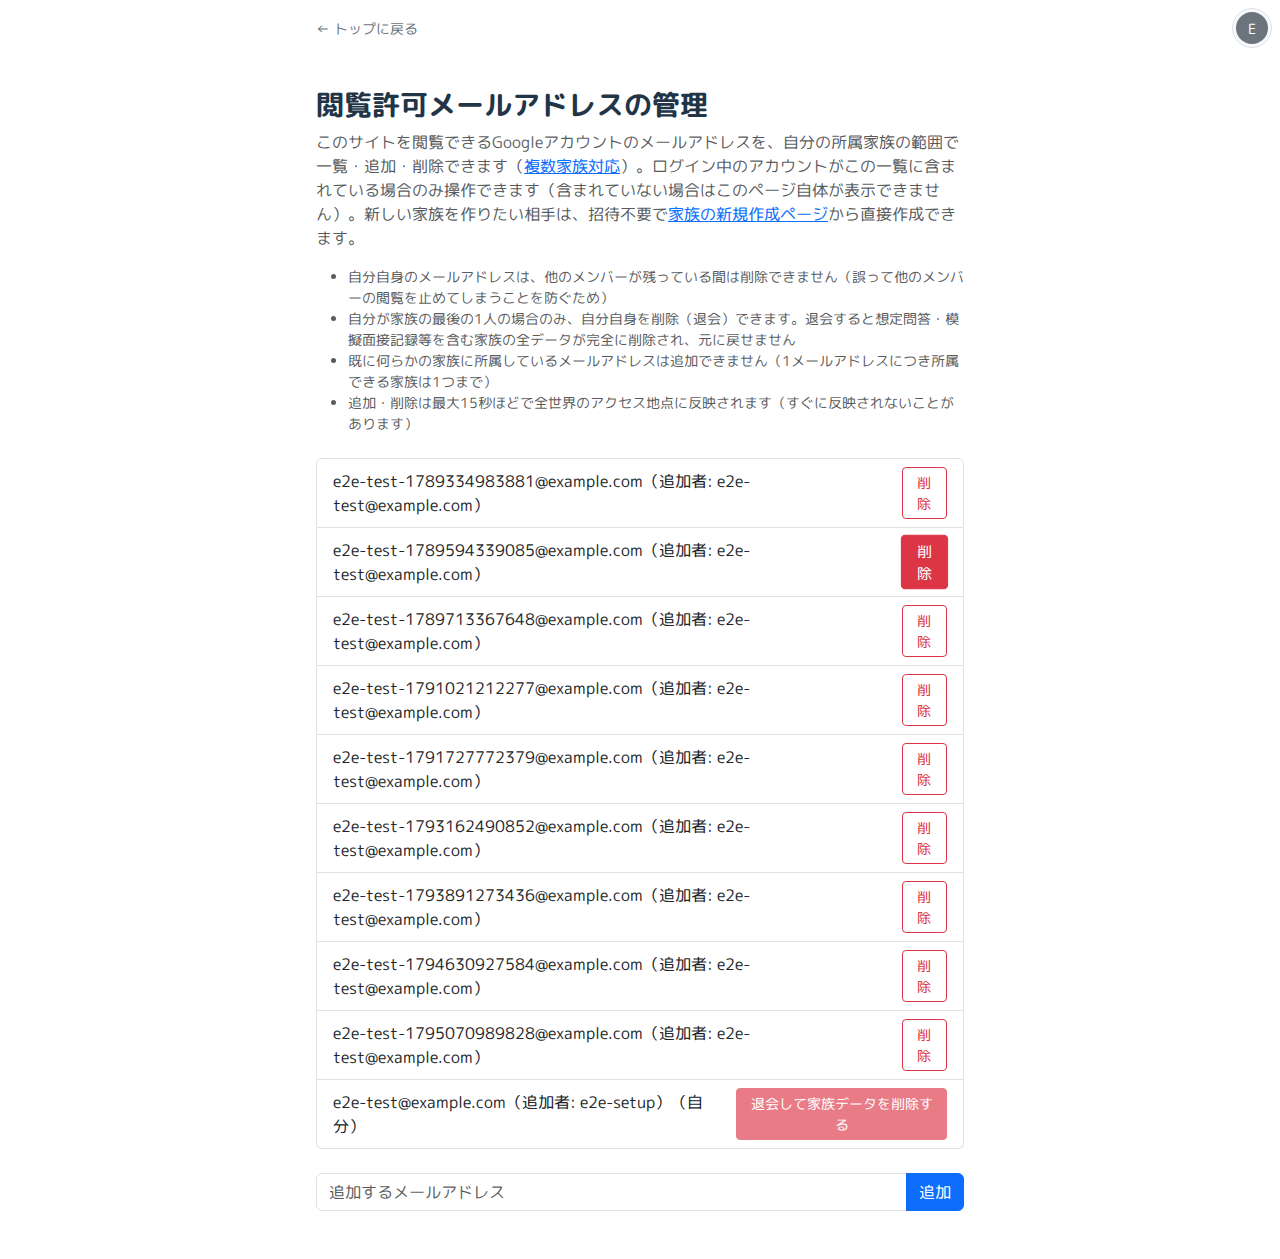 ← トップに戻る
E
閲覧許可メールアドレスの管理
このサイトを閲覧できるGoogleアカウントのメールアドレスを、自分の所属家族の範囲で
一覧・追加・削除できます（複数家族対応）。ログイン中のアカウントがこの一覧に含ま
れている場合のみ操作できます（含まれていない場合はこのページ自体が表示できませ
ん）。新しい家族を作りたい相手は、招待不要で家族の新規作成ページから直接作成でき
ます。
• 自分自身のメールアドレスは、他のメンバーが残っている間は削除できません（誤って他のメンバ
ーの閲覧を止めてしまうことを防ぐため）
• 自分が家族の最後の1人の場合のみ、自分自身を削除（退会）できます。退会すると想定問答・模
擬面接記録等を含む家族の全データが完全に削除され、元に戻せません
• 既に何らかの家族に所属しているメールアドレスは追加できません（1メールアドレスにつき所属
できる家族は1つまで）
• 追加・削除は最大15秒ほどで全世界のアクセス地点に反映されます（すぐに反映されないことが
あります）
e2e-test-1789334983881@example.com（追加者: e2e-
test@example.com）
削
除
e2e-test-1789594339085@example.com（追加者: e2e-
test@example.com）
削
除
e2e-test-1789713367648@example.com（追加者: e2e-
test@example.com）
削
除
e2e-test-1791021212277@example.com（追加者: e2e-
test@example.com）
削
除
e2e-test-1791727772379@example.com（追加者: e2e-
test@example.com）
削
除
e2e-test-1793162490852@example.com（追加者: e2e-
test@example.com）
削
除
e2e-test-1793891273436@example.com（追加者: e2e-
test@example.com）
削
除
e2e-test-1794630927584@example.com（追加者: e2e-
test@example.com）
削
除
e2e-test-1795070989828@example.com（追加者: e2e-
test@example.com）
削
除
e2e-test@example.com（追加者: e2e-setup）（自
分）
退会して家族データを削除す
る
追加するメールアドレス
追加